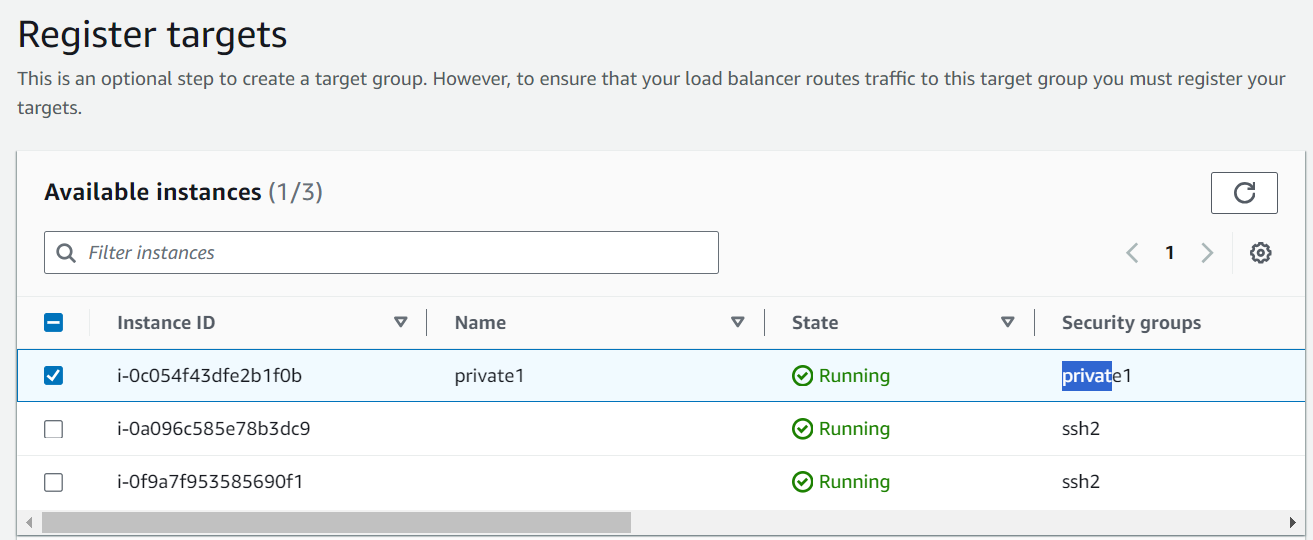 Register targets
This is an optional step to create a target group. However, to ensure that your load balancer routes traffic to this target group you must register your
targets.
Available instances (1/3)
Filter instances
1
Instance ID Name State Security groups
i-0c054f43dfe2b1f0b private1 Running private1
i-0a096c585e78b3dc9 Running ssh2
i-0f9a7f953585690f1 Running ssh2